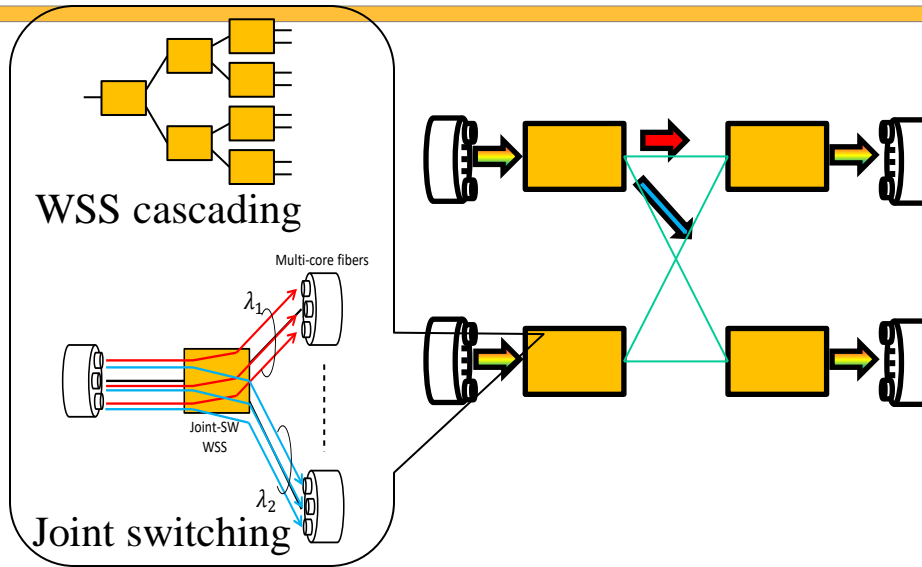 WSS cascading
Multi-core fibers
λ1
Joint-SW
WSS
λ2
Joint switching